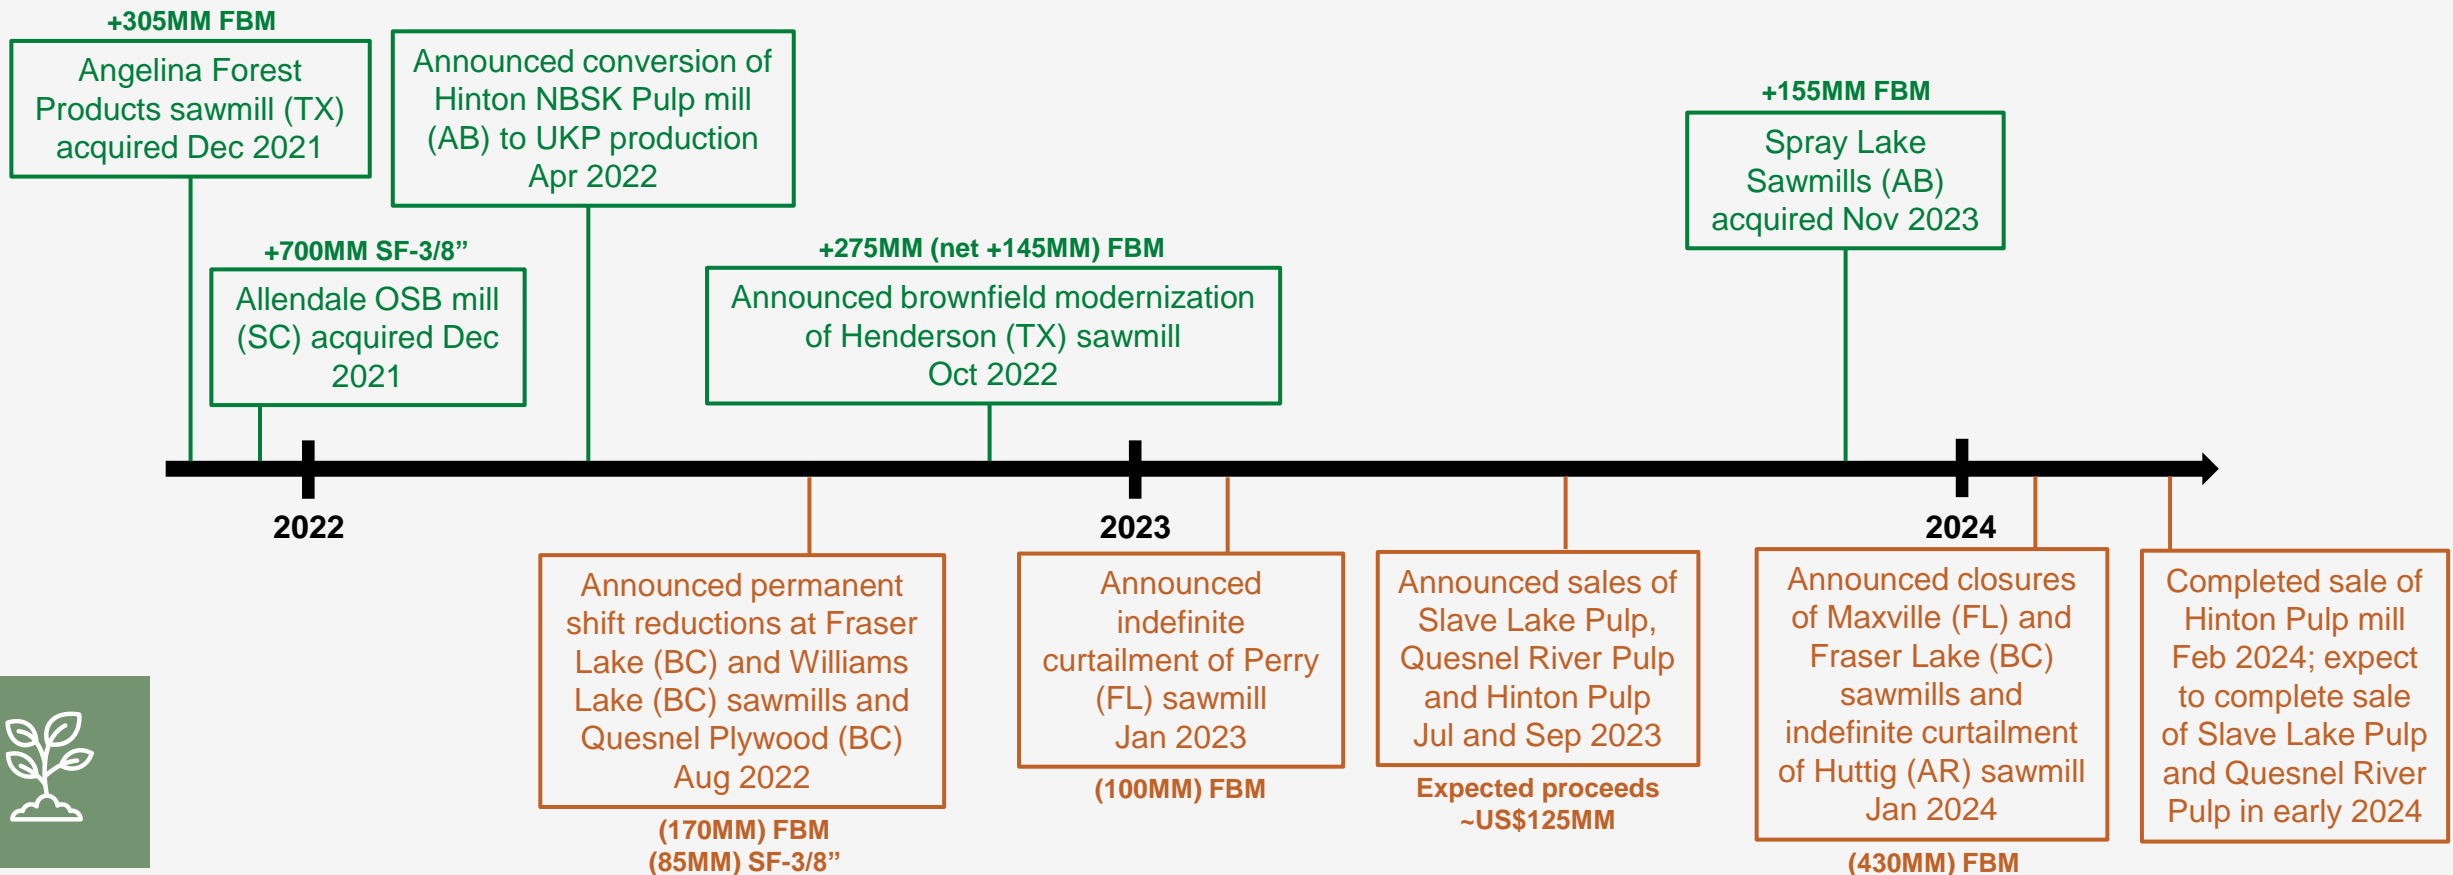 +305MM FBM
Angelina Forest
Products sawmill (TX)
acquired Dec 2021
+700MM SF-3/8”
Allendale OSB mill
(SC) acquired Dec
2021
Announced conversion of
Hinton NBSK Pulp mill
(AB) to UKP production
Apr 2022
+275MM (net +145MM) FBM
Announced brownfield modernization
of Henderson (TX) sawmill
Oct 2022
+155MM FBM
Spray Lake
Sawmills (AB)
acquired Nov 2023
2022
2023
2024
Announced permanent
shift reductions at Fraser
Lake (BC) and Williams
Lake (BC) sawmills and
Quesnel Plywood (BC)
Aug 2022
(170MM) FBM
(85MM) SF-3/8”
Announced
indefinite
curtailment of Perry
(FL) sawmill
Jan 2023
(100MM) FBM
Announced sales of
Slave Lake Pulp,
Quesnel River Pulp
and Hinton Pulp
Jul and Sep 2023
Expected proceeds
~US$125MM
Announced closures
of Maxville (FL) and
Fraser Lake (BC)
sawmills and
indefinite curtailment
of Huttig (AR) sawmill
Jan 2024
(430MM) FBM
Completed sale of
Hinton Pulp mill
Feb 2024; expect
to complete sale
of Slave Lake Pulp
and Quesnel River
Pulp in early 2024